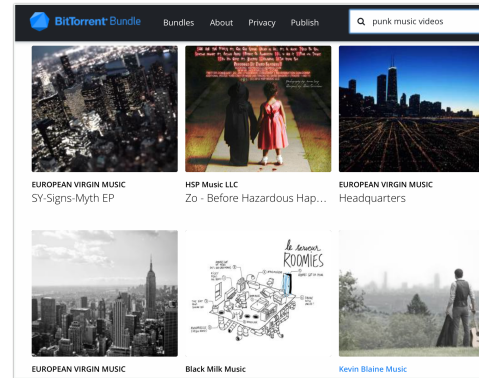 BitTorrent Bundle
Bundles About Privacy Publish
punk music videos
EUROPEAN VIRGIN MUSIC
SY-Signs-Myth EP
HSP Music LLC
Zo - Before Hazardous Hap...
EUROPEAN VIRGIN MUSIC
Headquarters
le serveur
ROOMIES
EUROPEAN VIRGIN MUSIC
Black Milk Music
Kevin Blaine Music